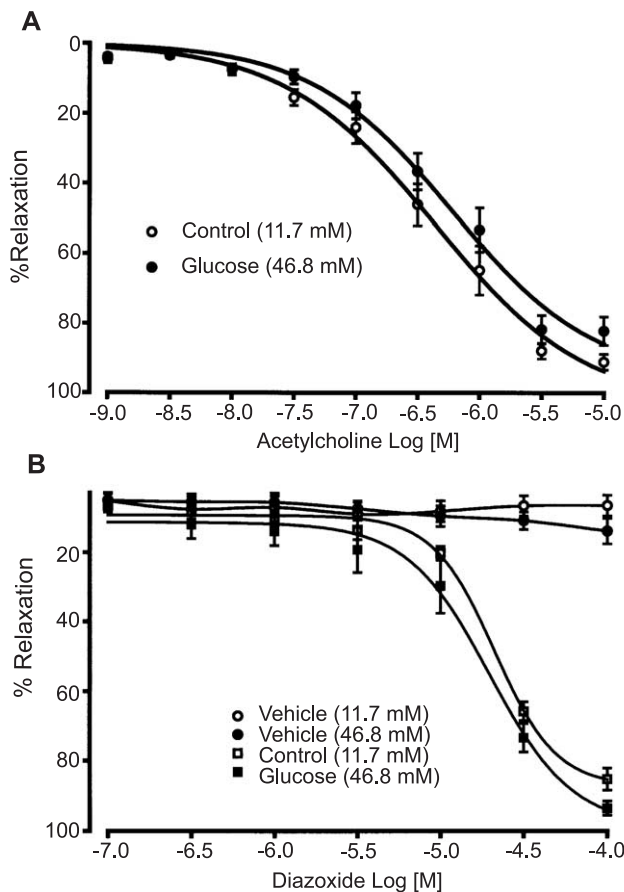 A
0
20
40
60
80
100
%Relaxation
Control (11.7 mM)
Glucose (46.8 mM)
-9.0 -8.5 -8.0 -7.5 -7.0 -6.5 -6.0 -5.5 -5.0
Acetylcholine Log [M]
B
20
40
60
80
100
% Relaxation
Vehicle (11.7 mM)
Vehicle (46.8 mM)
Control (11.7 mM)
Glucose (46.8 mM)
-7.0 -6.5 -6.0 -5.5 -5.0 -4.5 -4.0
Diazoxide Log [M]